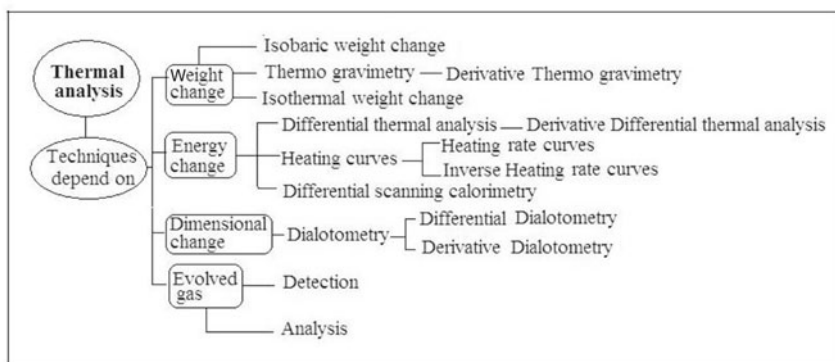 Thermal
analysis
Techniques
depend on
Weight
change
Isobaric weight change
Thermo gravimetry
Derivative Thermo gravimetry
Isothermal weight change
Energy
change
Differential thermal analysis
Derivative Differential thermal analysis
Heating curves
Heating rate curves
Inverse Heating rate curves
Differential scanning calorimetry
Dimensional
change
Dialotometry
Differential Dialotometry
Derivative Dialotometry
Evolved
gas
Detection
Analysis